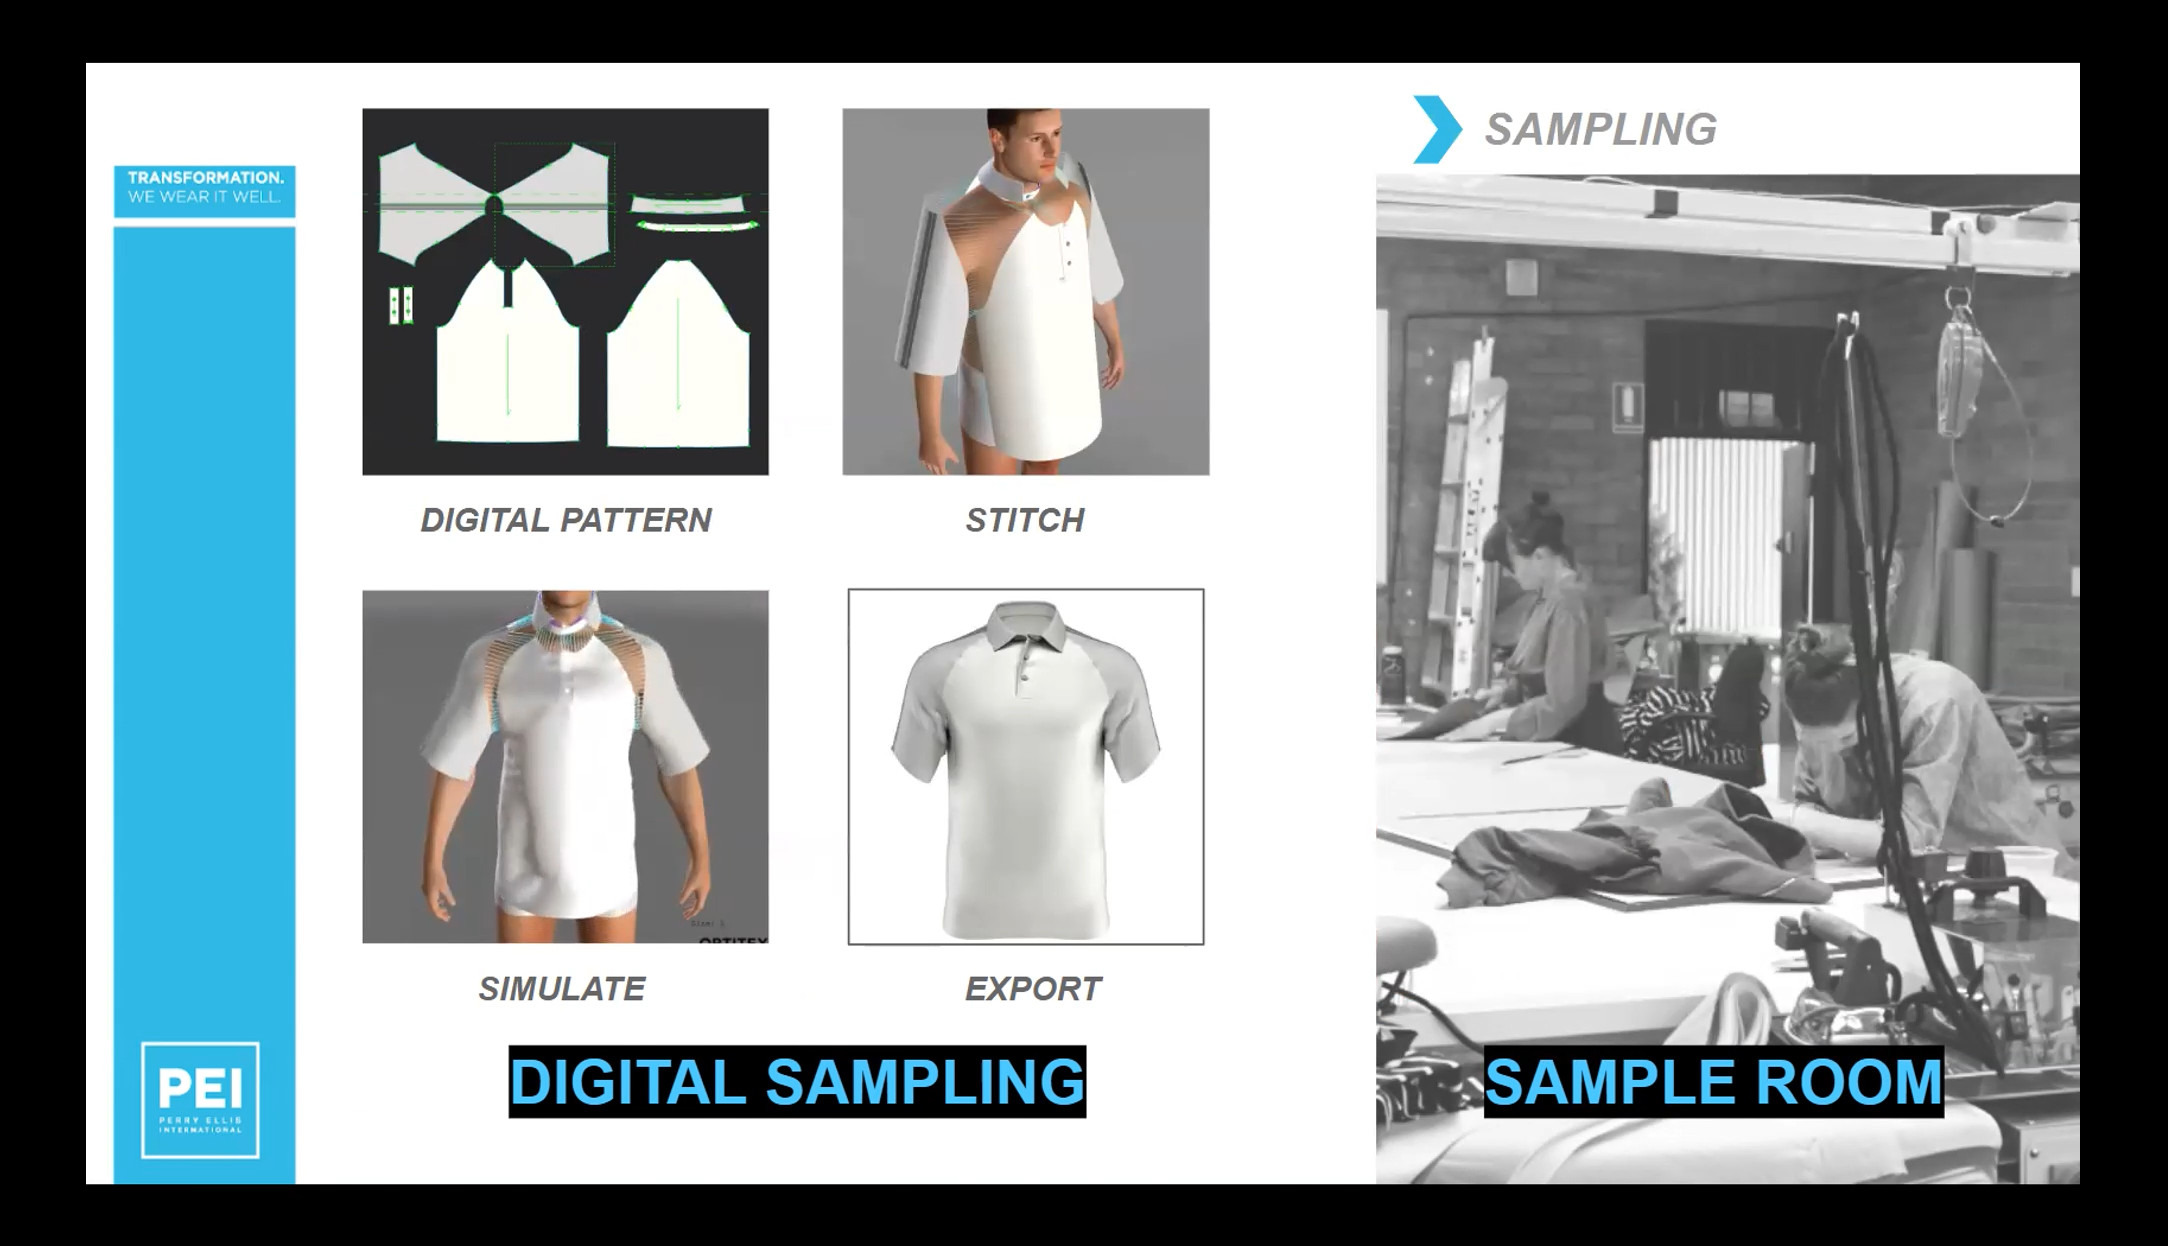 TRANSFORMATION.
WE WEAR IT WELL.
SAMPLING
DIGITAL PATTERN
STITCH
Size: S
OPTITEX
SIMULATE
EXPORT
DIGITAL SAMPLING
SAMPLE ROOM
PEI
PERRY ELLIS
INTERNATIONAL